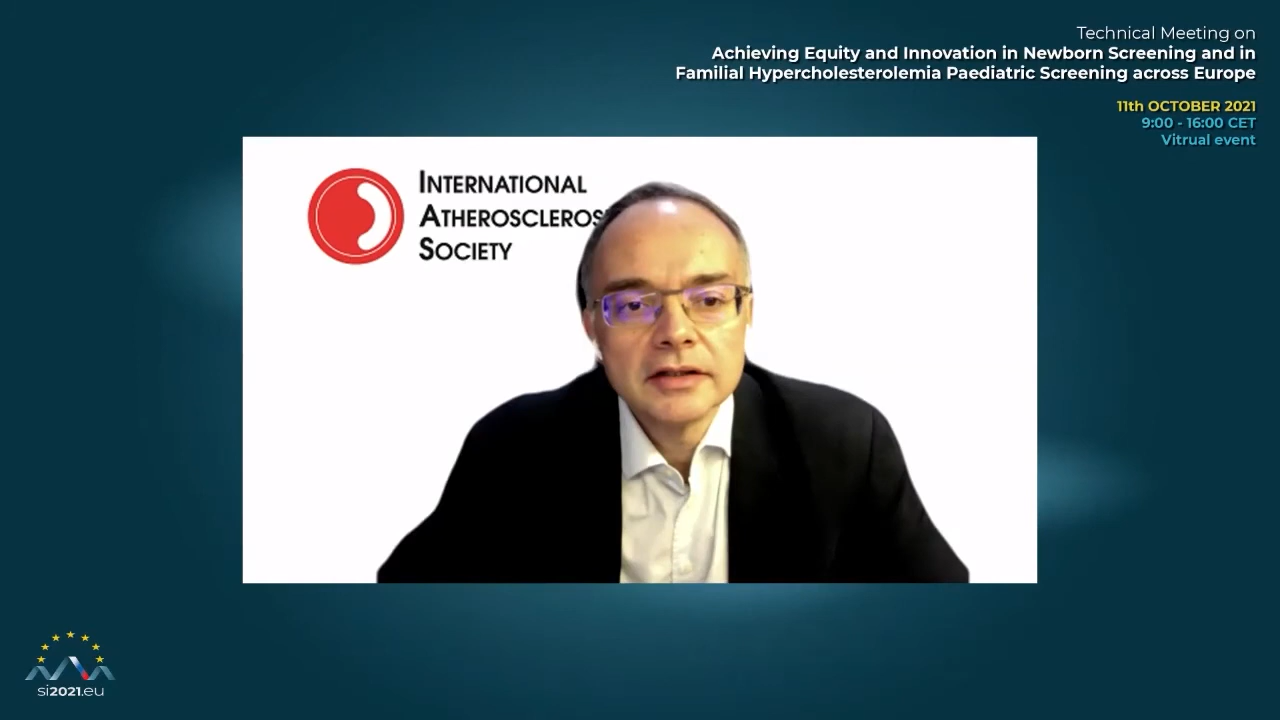 Technical Meeting on
Achieving Equity and Innovation in Newborn Screening and in
Familial Hypercholesterolemia Paediatric Screening across Europe
11th OCTOBER 2021
9:00 - 16:00 CET
Vitrual event
INTERNATIONAL
ATHEROSCLEROS
SOCIETY
si2021.eu